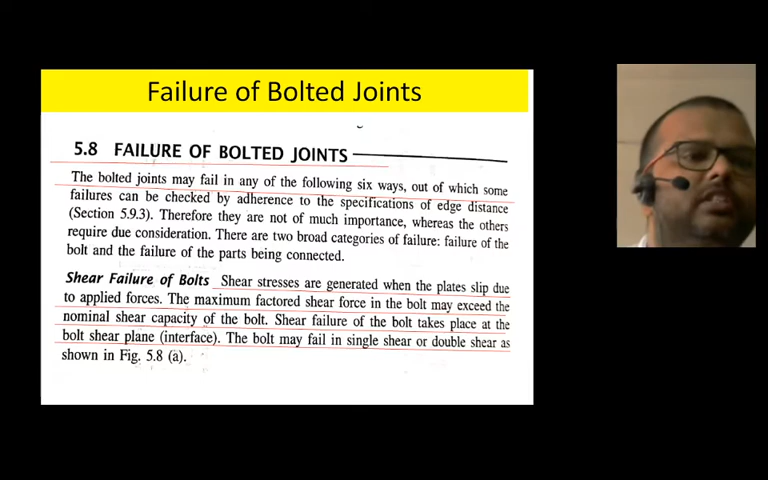 Failure of Bolted Joints
5.8 FAILURE OF BOLTED JOINTS
The bolted joints may fail in any of the following six ways, out of which some
failures can be checked by adherence to the specifications of edge distance
(Section 5.9.3). Therefore they are not of much importance, whereas the others
require due consideration. There are two broad categories of failure: failure of the
bolt and the failure of the parts being connected.
Shear Failure of Bolts Shear stresses are generated when the plates slip due
to applied forces. The maximum factored shear force in the bolt may exceed the
nominal shear capacity of the bolt. Shear failure of the bolt takes place at the
bolt shear plane (interface). The bolt may fail in single shear or double shear as
shown in Fig. 5.8 (a).